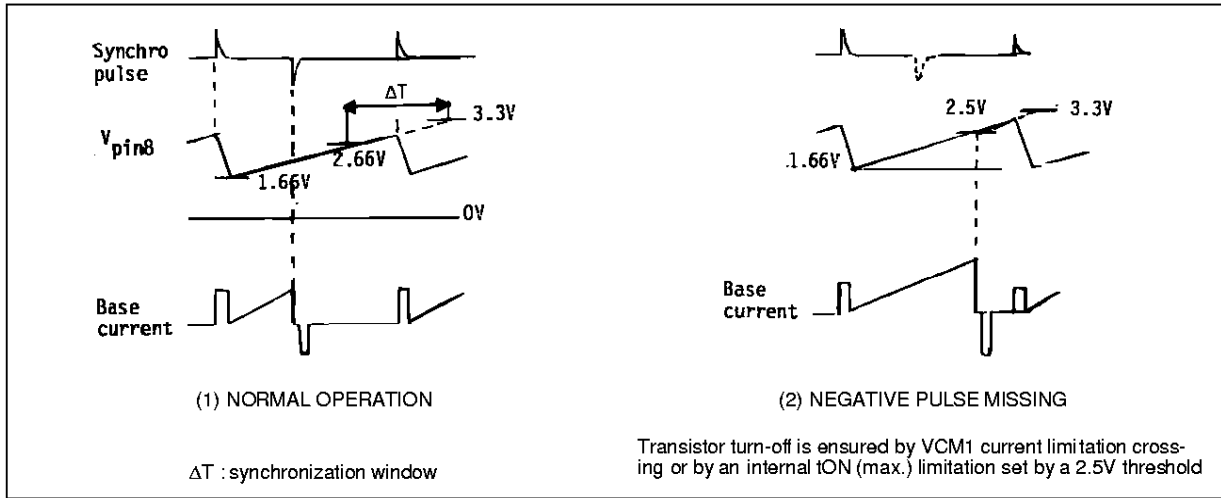 Synchro
pulse
ΔT
3.3V
Vpin8
2.66V
1.66V
0V
Base
current
(1) NORMAL OPERATION
ΔT : synchronization window
2.5V
3.3V
1.66V
Base
current
(2) NEGATIVE PULSE MISSING
Transistor turn-off is ensured by VCM1 current limitation cross-
ing or by an internal tON (max.) limitation set by a 2.5V threshold